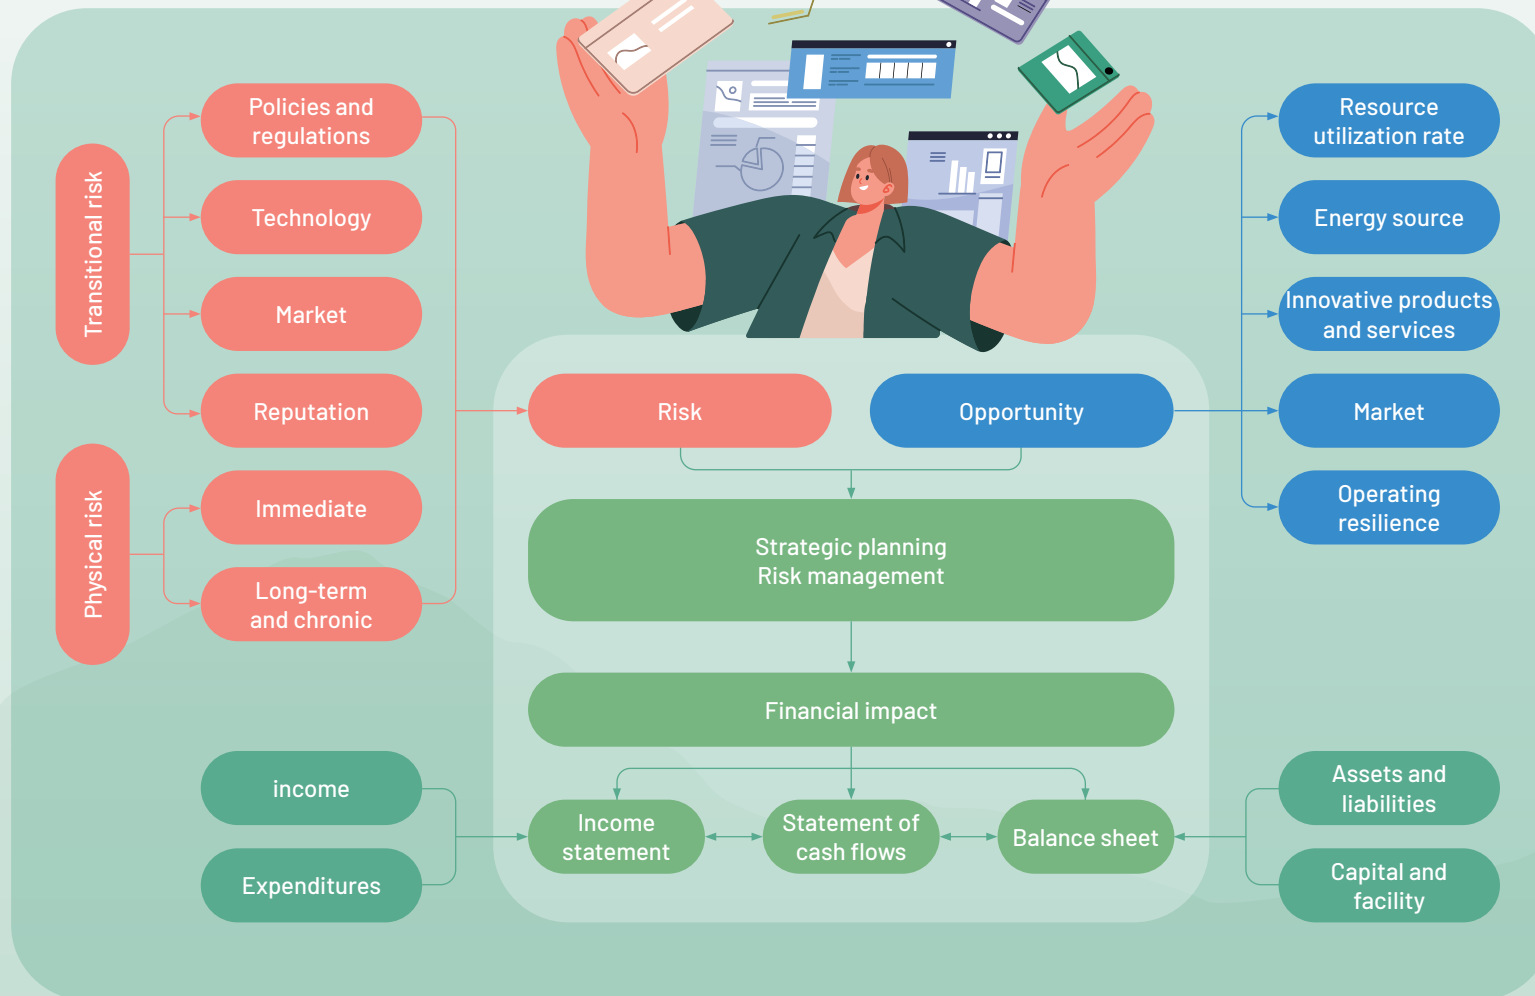 Transitional risk
Policies and
regulations
Technology
Market
Reputation
Physical risk
Immediate
Long-term
and chronic
Risk
Opportunity
Resource
utilization rate
Energy source
Innovative products
and services
Market
Operating
resilience
Strategic planning
Risk management
Financial impact
income
Expenditures
Income
statement
Statement of
cash flows
Balance sheet
Assets and
liabilities
Capital and
facility